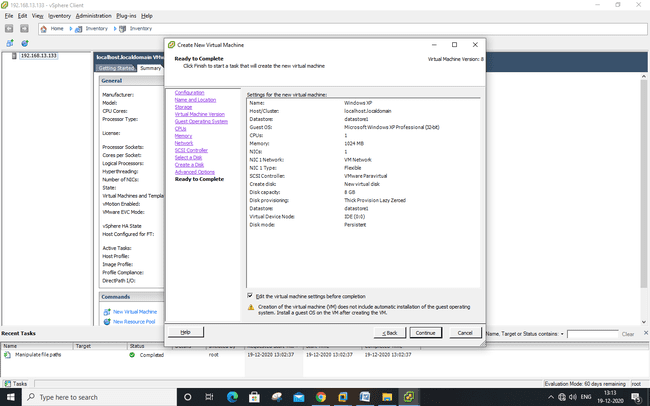 192.168.13.133 - vSphere Client
File Edit View Inventory Administration Plug-ins Help
Home Inventory Inventory
192.168.13.133
localhost.localdomain VMw
Getting Started Summary
General
Manufacturer:
Model:
CPU Cores:
Processor Type:
License:
Processor Sockets:
Cores per Socket:
Logical Processors:
Hyperthreading:
Number of NICs:
State:
Virtual Machines and Templa
vMotion Enabled:
VMware EVC Mode:
vSphere HA State
Host Configured for FT:
Active Tasks:
Host Profile:
Image Profile:
Profile Compliance:
DirectPath I/O:
Commands
New Virtual Machine
New Resource Pool
Create New Virtual Machine
Ready to Complete
Click Finish to start a task that will create the new virtual machine
Virtual Machine Version: 8
Configuration
Name and Location
Storage
Virtual Machine Version
Guest Operating System
CPUs
Memory
Network
SCSI Controller
Select a Disk
Create a Disk
Advanced Options
Ready to Complete
Settings for the new virtual machine:
Name: Windows XP
Host/Cluster: localhost.localdomain
Datastore: datastore1
Guest OS: Microsoft Windows XP Professional (32-bit)
CPUs: 1
Memory: 1024 MB
NICs: 1
NIC 1 Network: VM Network
NIC 1 Type: Flexible
SCSI Controller: VMware Paravirtual
Create disk: New virtual disk
Disk capacity: 8 GB
Disk provisioning: Thick Provision Lazy Zeroed
Datastore: datastore1
Virtual Device Node: IDE (0:0)
Disk mode: Persistent
Edit the virtual machine settings before completion
Creation of the virtual machine (VM) does not include automatic installation of the guest operating
system. Install a guest OS on the VM after creating the VM.
Help < Back Continue Cancel
Recent Tasks
Name, Target or Status contains: Clear
Name Target Status
Manipulate file paths Completed root 19-12-2020 13:02:37 19-12-2020 13:02:37 19-12-2020 13:02:37
Tasks Evaluation Mode: 60 days remaining root
Type here to search
ENG
13:13
19-12-2020